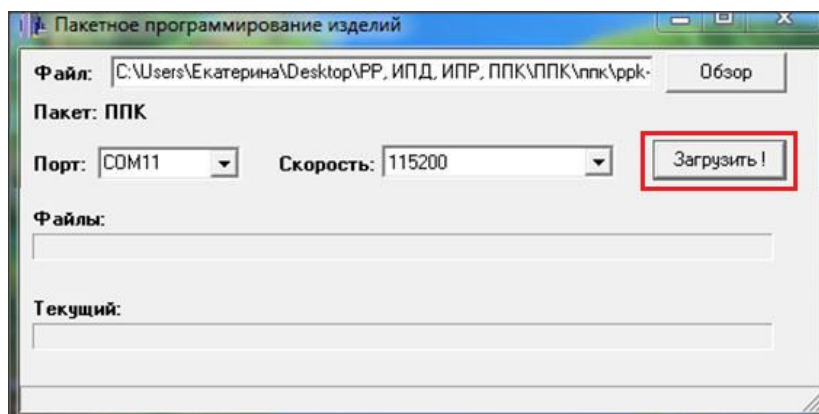 Пакетное программирование изделий
Файл: C:\Users\Екатерина\Desktop\PP, ИПД, ИПР, ППК\ППК\ппк\ppk- Обзор
Пакет: ППК
Порт: COM11 Скорость: 115200 Загрузить !
Файлы:
Текущий: